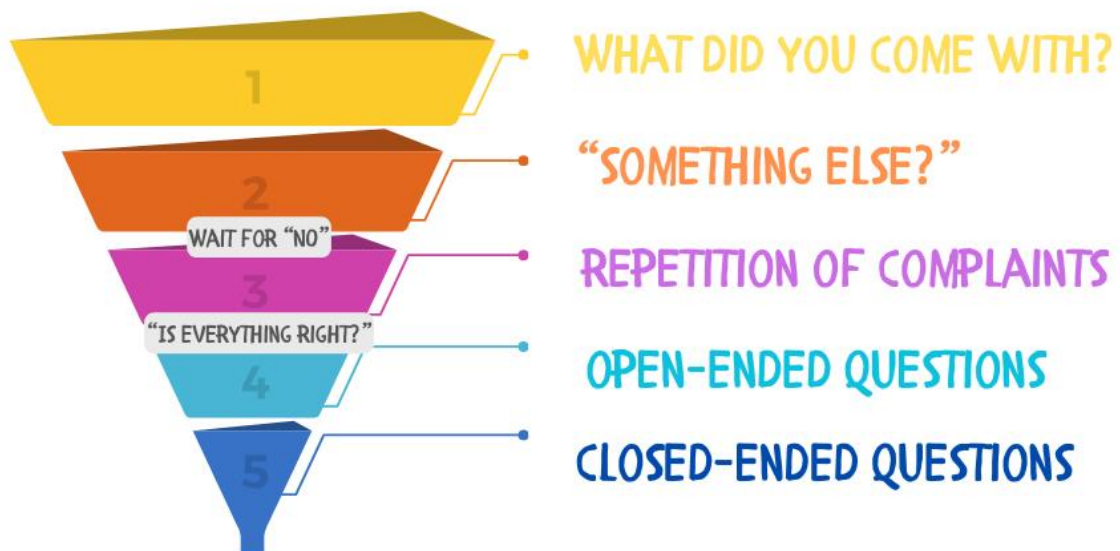 1
WHAT DID YOU COME WITH?
2
“SOMETHING ELSE?”
WAIT FOR “NO”
3
REPETITION OF COMPLAINTS
“IS EVERYTHING RIGHT?”
4
OPEN-ENDED QUESTIONS
5
CLOSED-ENDED QUESTIONS